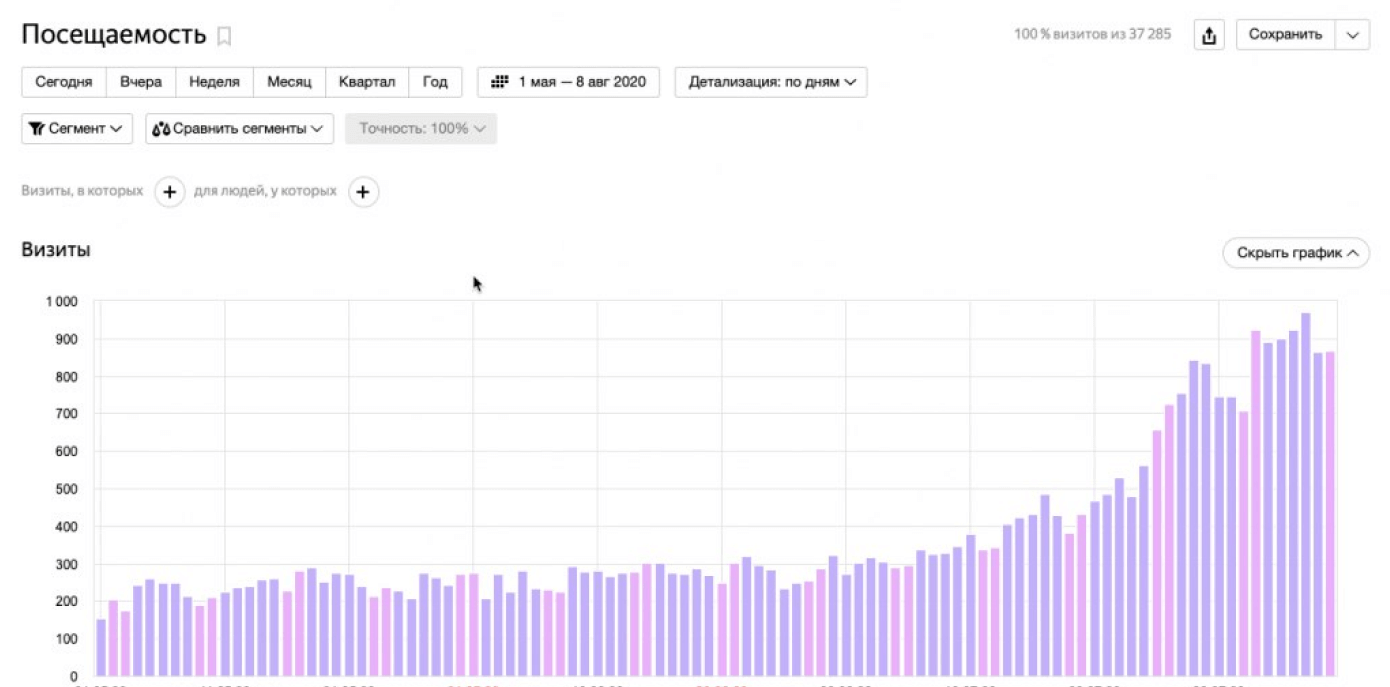 Посещаемость
100 % визитов из 37 285
Сохранить
Сегодня Вчера Неделя Месяц Квартал Год
1 мая — 8 авг 2020
Детализация: по дням
Сегмент
Сравнить сегменты
Точность: 100%
Визиты, в которых + для людей, у которых +
Визиты
Скрыть график
1 000
900
800
700
600
500
400
300
200
100
0